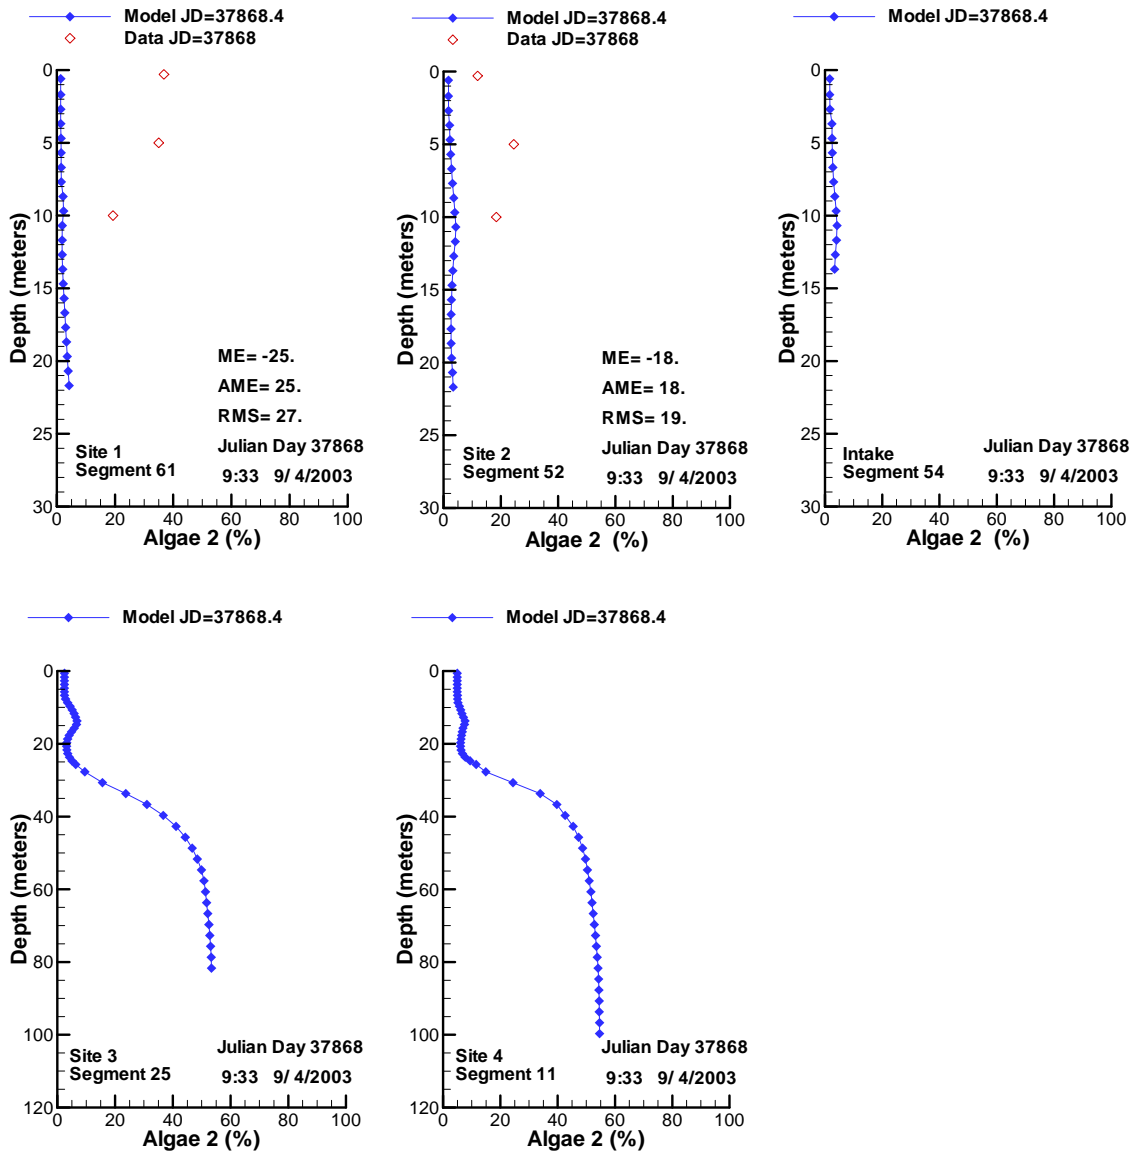 Model JD=37868.4
Data JD=37868
0
5
10
15
20
25
30
0 20 40 60 80 100
Depth (meters)
Algae 2 (%)
ME= -25.
AME= 25.
RMS= 27.
Site 1
Segment 61
Julian Day 37868
9:33 9/ 4/2003
Model JD=37868.4
Data JD=37868
0
5
10
15
20
25
30
0 20 40 60 80 100
Depth (meters)
Algae 2 (%)
ME= -18.
AME= 18.
RMS= 19.
Site 2
Segment 52
Julian Day 37868
9:33 9/ 4/2003
Model JD=37868.4
0
5
10
15
20
25
30
0 20 40 60 80 100
Depth (meters)
Algae 2 (%)
Intake
Segment 54
Julian Day 37868
9:33 9/ 4/2003
Model JD=37868.4
0
20
40
60
80
100
120
0 20 40 60 80 100
Depth (meters)
Algae 2 (%)
Site 3
Segment 25
Julian Day 37868
9:33 9/ 4/2003
Model JD=37868.4
0
20
40
60
80
100
120
0 20 40 60 80 100
Depth (meters)
Algae 2 (%)
Site 4
Segment 11
Julian Day 37868
9:33 9/ 4/2003